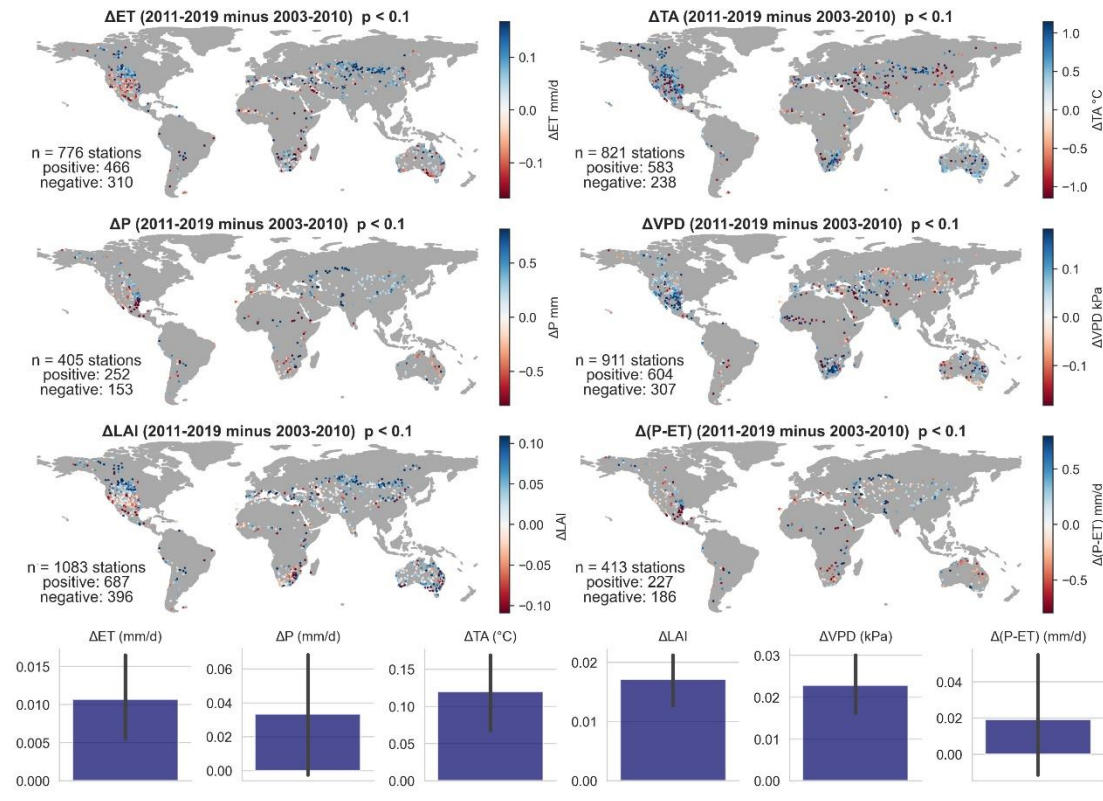 ΔET (2011-2019 minus 2003-2010)  p < 0.1
0.1
0.0
−0.1
ΔET mm/d
n = 776 stations
positive: 466
negative: 310
ΔTA (2011-2019 minus 2003-2010)  p < 0.1
1.0
0.5
0.0
−0.5
−1.0
ΔTA °C
n = 821 stations
positive: 583
negative: 238
ΔP (2011-2019 minus 2003-2010)  p < 0.1
0.5
0.0
−0.5
ΔP mm
n = 405 stations
positive: 252
negative: 153
ΔVPD (2011-2019 minus 2003-2010)  p < 0.1
0.1
0.0
−0.1
ΔVPD kPa
n = 911 stations
positive: 604
negative: 307
ΔLAI (2011-2019 minus 2003-2010)  p < 0.1
0.10
0.05
0.00
−0.05
−0.10
ΔLAI
n = 1083 stations
positive: 687
negative: 396
Δ(P-ET) (2011-2019 minus 2003-2010)  p < 0.1
0.5
0.0
−0.5
Δ(P-ET) mm/d
n = 413 stations
positive: 227
negative: 186
ΔET (mm/d)
0.015
0.010
0.005
0.000
ΔP (mm/d)
0.06
0.04
0.02
0.00
ΔTA (°C)
0.15
0.10
0.05
0.00
ΔLAI
0.02
0.01
0.00
ΔVPD (kPa)
0.03
0.02
0.01
0.00
Δ(P-ET) (mm/d)
0.04
0.02
0.00